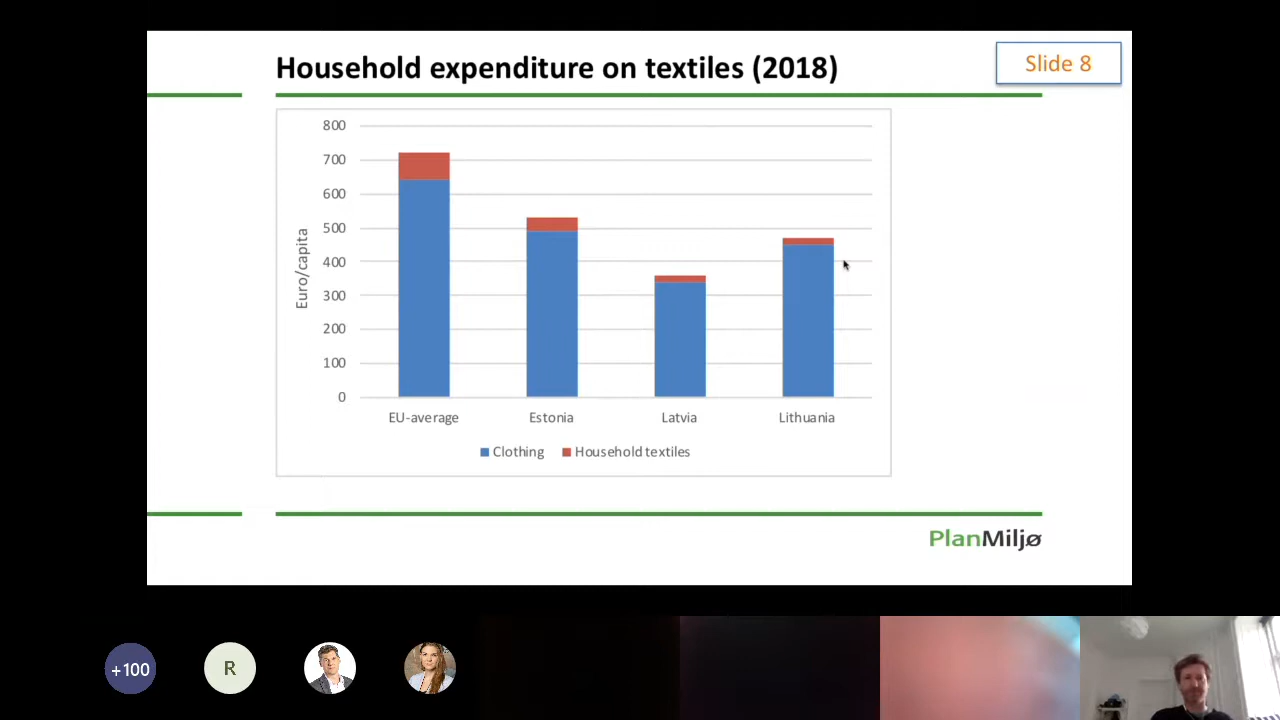 Household expenditure on textiles (2018)
Slide 8
800
700
600
500
400
300
200
100
0
Euro/capita
EU-average Estonia Latvia Lithuania
Clothing Household textiles
PlanMiljø
+100 R